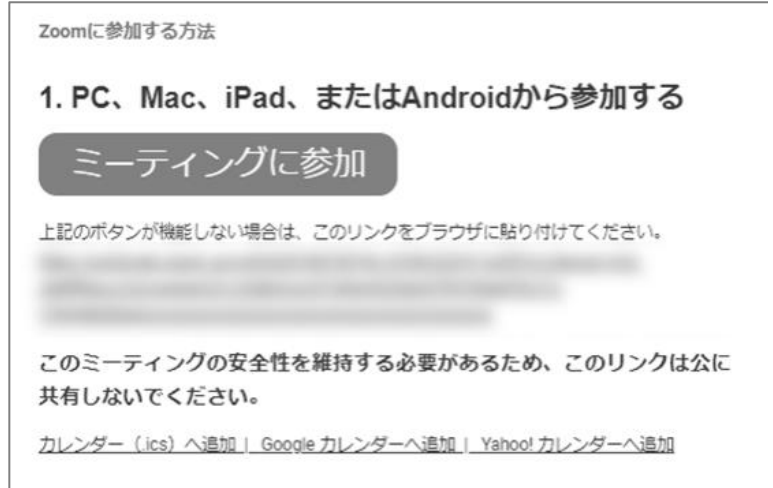 Zoomに参加する方法
1. PC、Mac、iPad、またはAndroidから参加する
ミーティングに参加
上記のボタンが機能しない場合は、このリンクをブラウザに貼り付けてください。
このミーティングの安全性を維持する必要があるため、このリンクは公に
共有しないでください。
カレンダー（.ics）へ追加 | Google カレンダーへ追加 | Yahoo! カレンダーへ追加